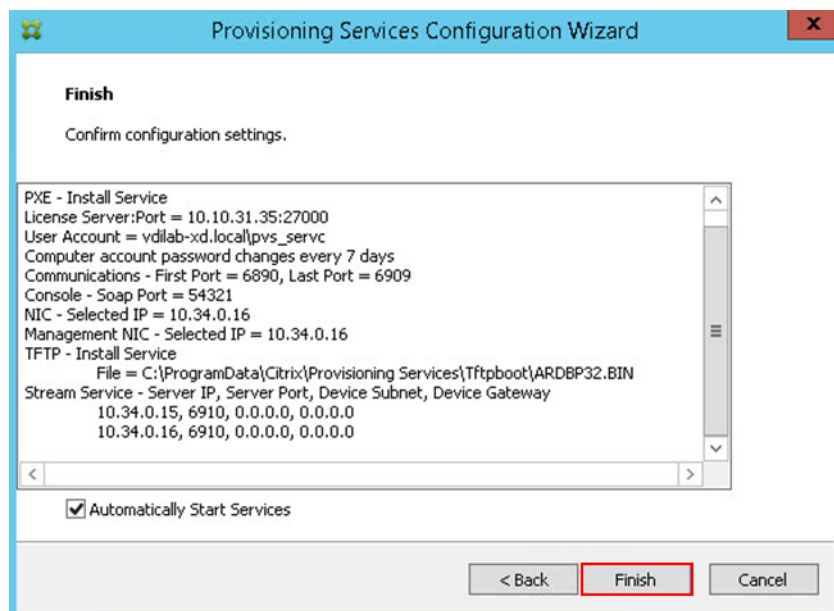 Provisioning Services Configuration Wizard
x
Finish
Confirm configuration settings.
PXE - Install Service
License Server:Port = 10.10.31.35:27000
User Account = vdilab-xd.local\pvs_servc
Computer account password changes every 7 days
Communications - First Port = 6890, Last Port = 6909
Console - Soap Port = 54321
NIC - Selected IP = 10.34.0.16
Management NIC - Selected IP = 10.34.0.16
TFTP - Install Service
File = C:\ProgramData\Citrix\Provisioning Services\Tftpboot\ARDBP32.BIN
Stream Service - Server IP, Server Port, Device Subnet, Device Gateway
10.34.0.15, 6910, 0.0.0.0, 0.0.0.0
10.34.0.16, 6910, 0.0.0.0, 0.0.0.0
Automatically Start Services
< Back Finish Cancel